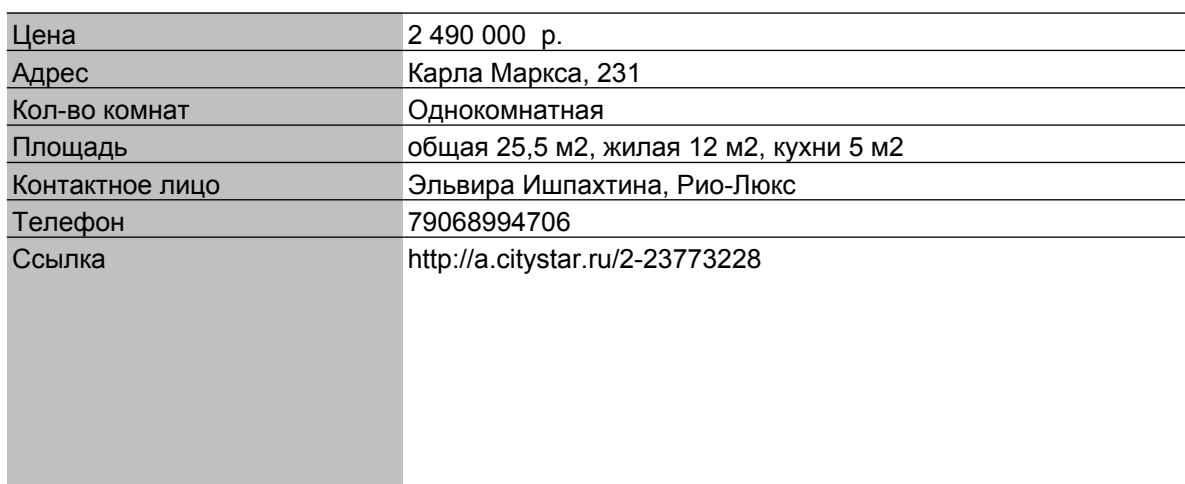 Цена 2 490 000 р.
Адрес Карла Маркса, 231
Кол-во комнат Однокомнатная
Площадь общая 25,5 м2, жилая 12 м2, кухни 5 м2
Контактное лицо Эльвира Ишпахтина, Рио-Люкс
Телефон 79068994706
Ссылка http://a.citystar.ru/2-23773228